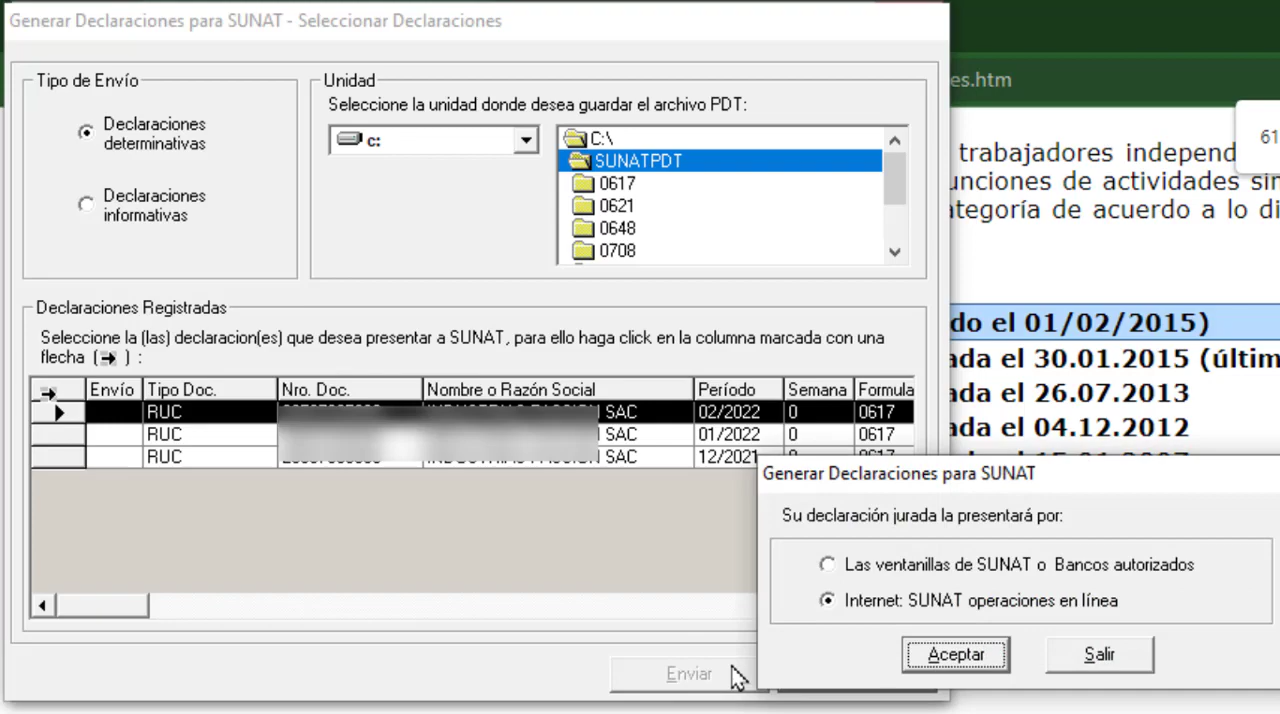 Generar Declaraciones para SUNAT - Seleccionar Declaraciones
Tipo de Envío
Declaraciones
determinativas
Declaraciones
informativas
Unidad
Seleccione la unidad donde desea guardar el archivo PDT:
c:
C:\
SUNATPDT
0617
0621
0648
0708
Declaraciones Registradas
Seleccione la (las) declaracion(es) que desea presentar a SUNAT, para ello haga click en la columna marcada con una
flecha ( ) :
Envío Tipo Doc. Nro. Doc. Nombre o Razón Social Período Semana Formula
RUC SAC 02/2022 0 0617
RUC SAC 01/2022 0 0617
RUC SAC 12/2021 0 0617
Enviar
Generar Declaraciones para SUNAT
Su declaración jurada la presentará por:
Las ventanillas de SUNAT o Bancos autorizados
Internet: SUNAT operaciones en línea
Aceptar Salir
es.htm
61
trabajadores independ
unciones de actividades sim
ategoría de acuerdo a lo di
do el 01/02/2015)
ada el 30.01.2015 (últim
ada el 26.07.2013
ada el 04.12.2012